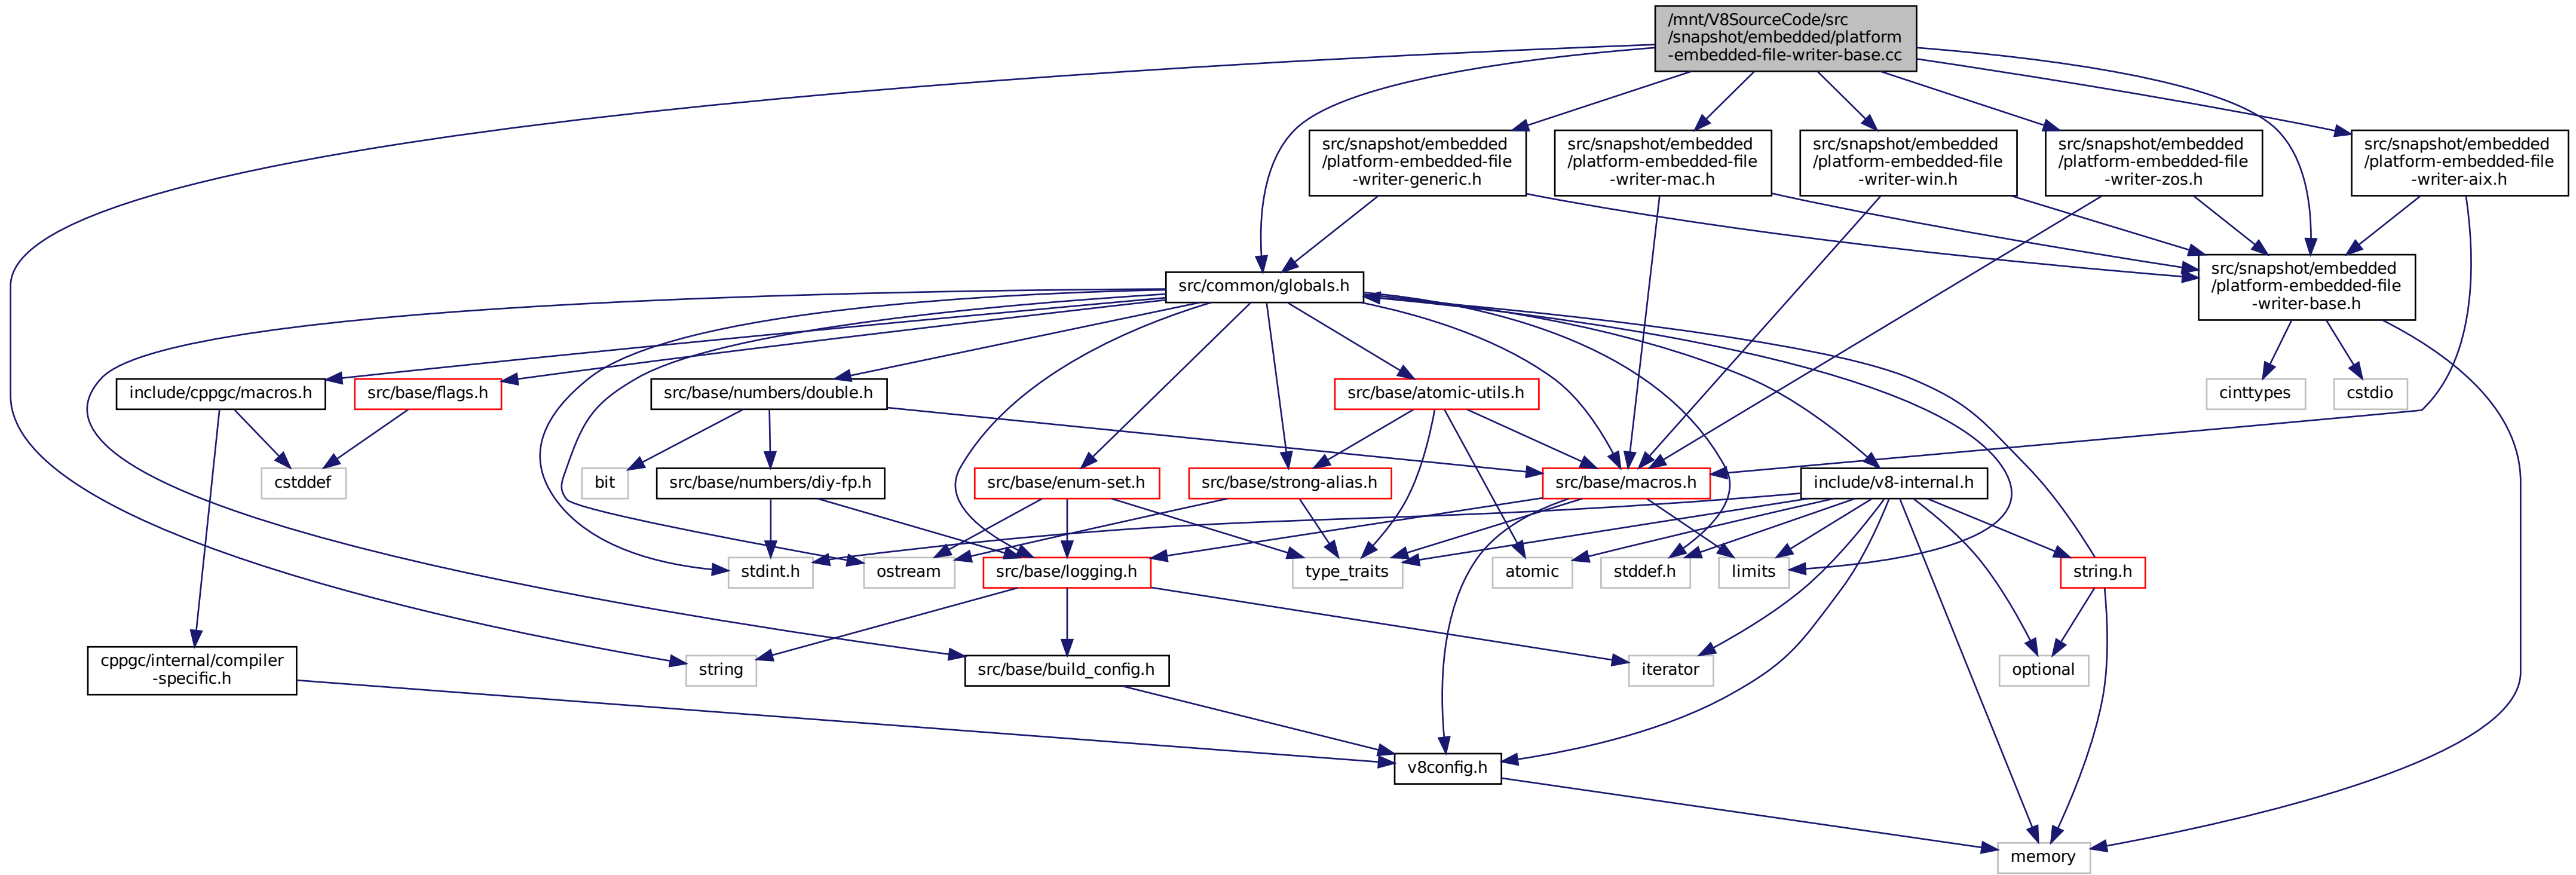 /mnt/V8SourceCode/src
/snapshot/embedded/platform
-embedded-file-writer-base.cc
src/snapshot/embedded
/platform-embedded-file
-writer-generic.h
src/snapshot/embedded
/platform-embedded-file
-writer-mac.h
src/snapshot/embedded
/platform-embedded-file
-writer-win.h
src/snapshot/embedded
/platform-embedded-file
-writer-zos.h
src/snapshot/embedded
/platform-embedded-file
-writer-aix.h
src/common/globals.h
src/snapshot/embedded
/platform-embedded-file
-writer-base.h
include/cppgc/macros.h
src/base/flags.h
src/base/numbers/double.h
src/base/atomic-utils.h
cinttypes
cstdio
cstddef
bit
src/base/numbers/diy-fp.h
src/base/enum-set.h
src/base/strong-alias.h
src/base/macros.h
include/v8-internal.h
stdint.h
ostream
src/base/logging.h
type_traits
atomic
stddef.h
limits
string.h
cppgc/internal/compiler
-specific.h
string
src/base/build_config.h
iterator
optional
v8config.h
memory